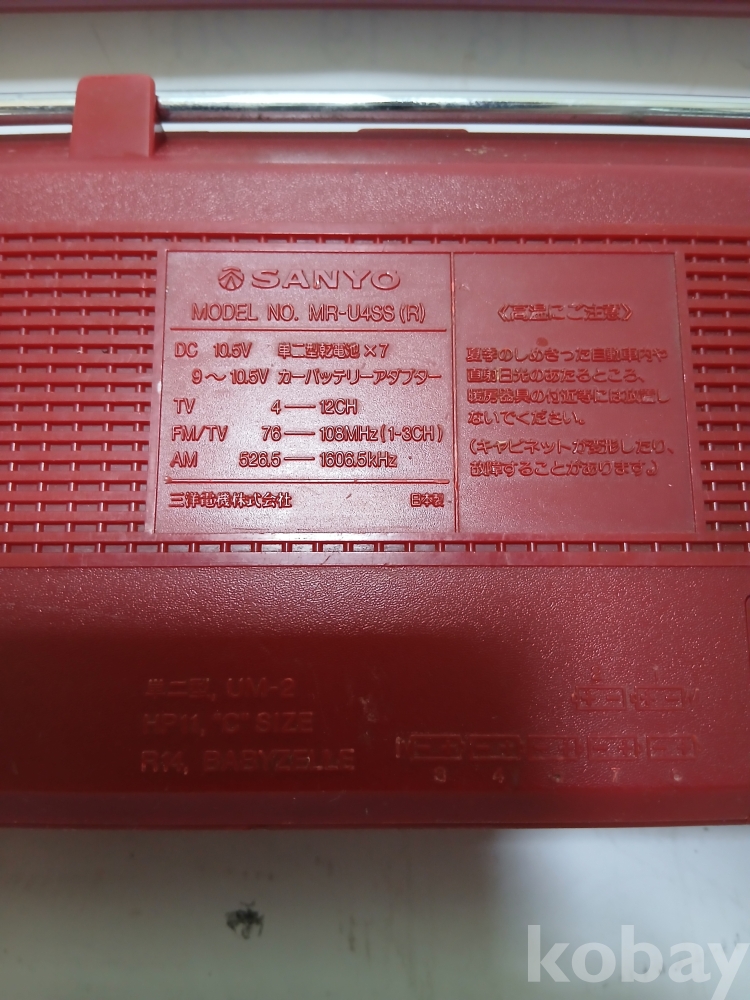 SANYO
MODEL NO. MR-U4SS (R)
DC 10.5V 単二型乾電池×7
9～10.5V カーバッテリーアダプター
TV 4—12CH
FM/TV 76—108MHz (1-3CH)
AM 526.5—1606.5kHz
三洋電機株式会社 日本製
〈高温にご注意〉
夏季のしめきった自動車内や
直射日光のあたるところ、
暖房器具の付近等には放置し
ないでください。
(キャビネットが変形したり、
故障することがあります。)
単二型, UM-2
HP11, "C" SIZE
R14, BABYZELLE
3 4 7
kobay